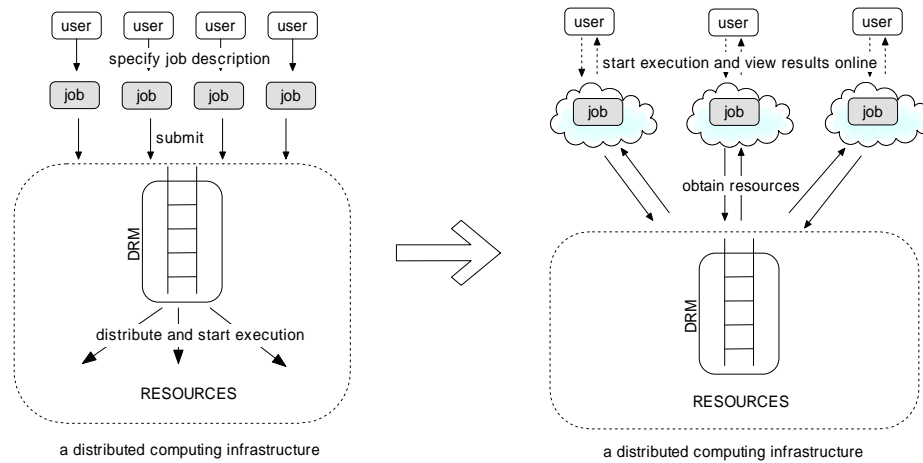 user user user user
specify job description
job job job job
submit
DRM
distribute and start execution
RESOURCES
a distributed computing infrastructure
user user user
start execution and view results online
job job job
obtain resources
DRM
RESOURCES
a distributed computing infrastructure